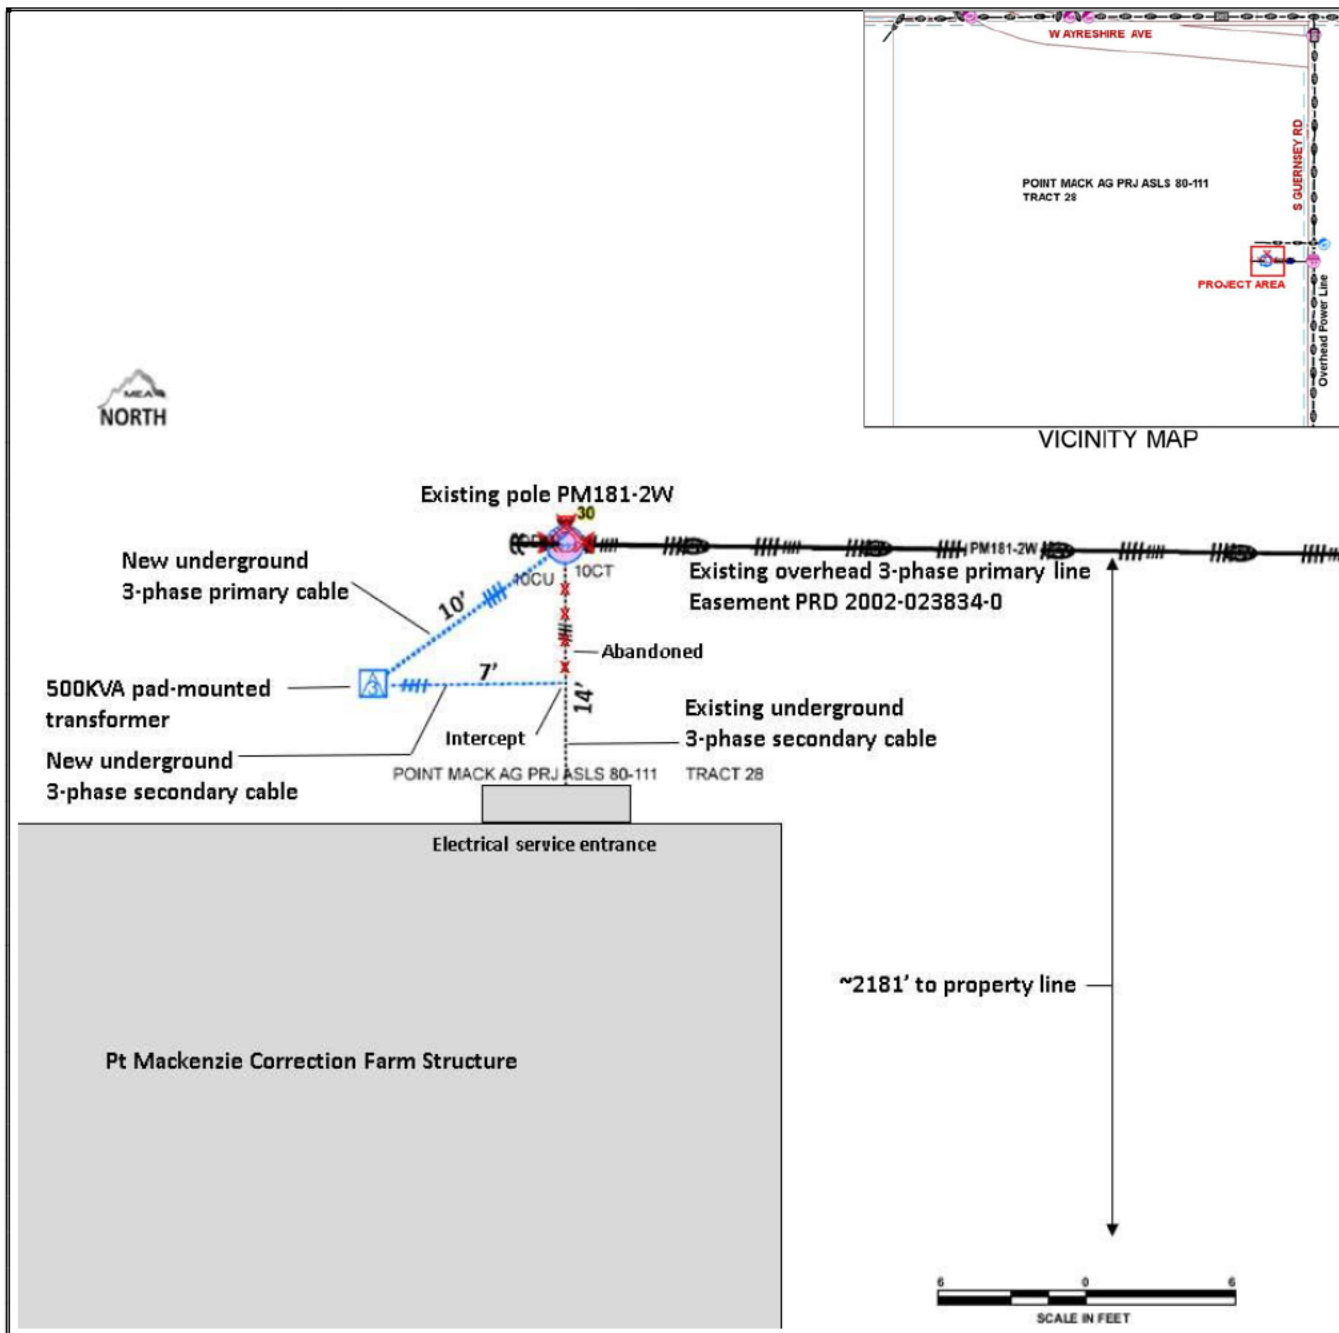 W AYRESHIRE AVE
S GUERNSEY RD
POINT MACK AG PRJ ASLS 80-111
TRACT 28
PROJECT AREA
Overhead Power Line
VICINITY MAP
MEA
NORTH
Existing pole PM181-2W
30
PM181-2W
New underground
3-phase primary cable
10CU
10CT
Existing overhead 3-phase primary line
Easement PRD 2002-023834-0
10'
Abandoned
7'
14'
3
500KVA pad-mounted
transformer
Intercept
Existing underground
3-phase secondary cable
New underground
3-phase secondary cable
POINT MACK AG PRJ ASLS 80-111
TRACT 28
Electrical service entrance
~2181' to property line
Pt Mackenzie Correction Farm Structure
6 0 6
SCALE IN FEET